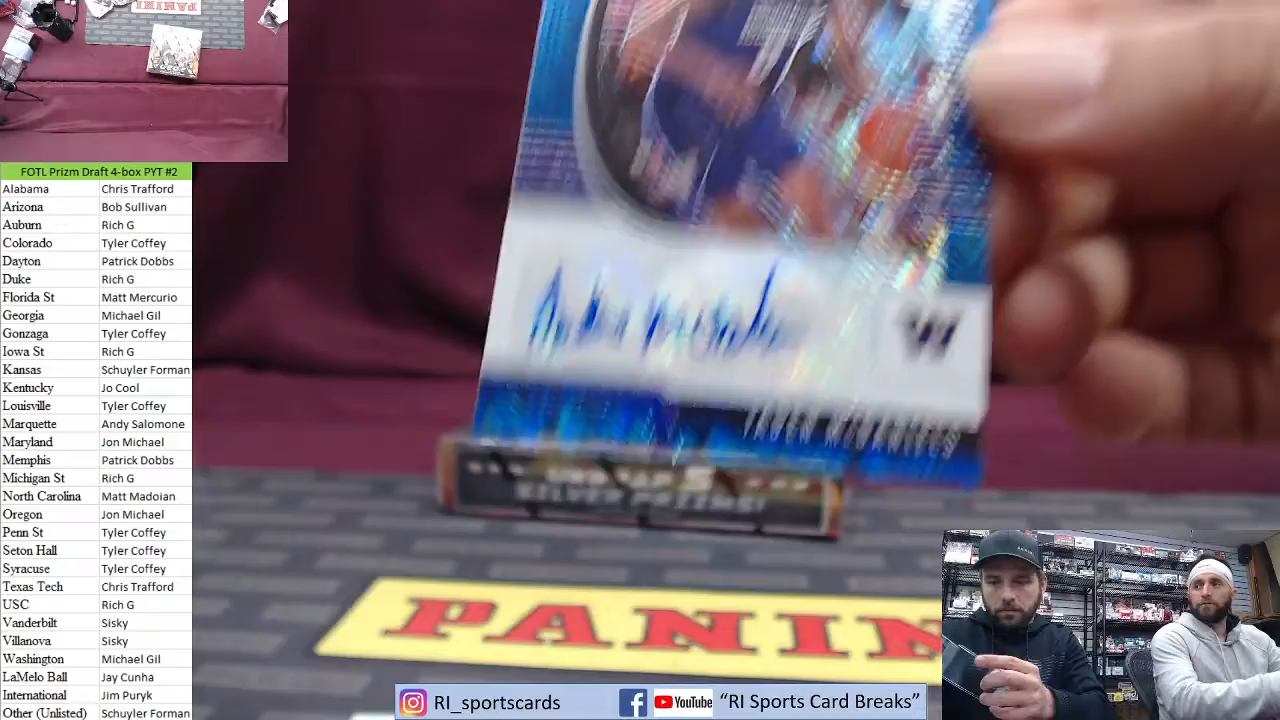 PANINI
FOTL Prizm Draft 4-box PYT #2
Alabama Chris Trafford
Arizona Bob Sullivan
Auburn Rich G
Colorado Tyler Coffey
Dayton Patrick Dobbs
Duke Rich G
Florida St Matt Mercurio
Georgia Michael Gil
Gonzaga Tyler Coffey
Iowa St Rich G
Kansas Schuyler Forman
Kentucky Jo Cool
Louisville Tyler Coffey
Marquette Andy Salomone
Maryland Jon Michael
Memphis Patrick Dobbs
Michigan St Rich G
North Carolina Matt Madoian
Oregon Jon Michael
Penn St Tyler Coffey
Seton Hall Tyler Coffey
Syracuse Tyler Coffey
Texas Tech Chris Trafford
USC Rich G
Vanderbilt Sisky
Villanova Sisky
Washington Michael Gil
LaMelo Ball Jay Cunha
International Jim Puryk
Other (Unlisted) Schuyler Forman
W
SILVER PRIZMS!
PANIN
RI_sportscards
YouTube "RI Sports Card Breaks"